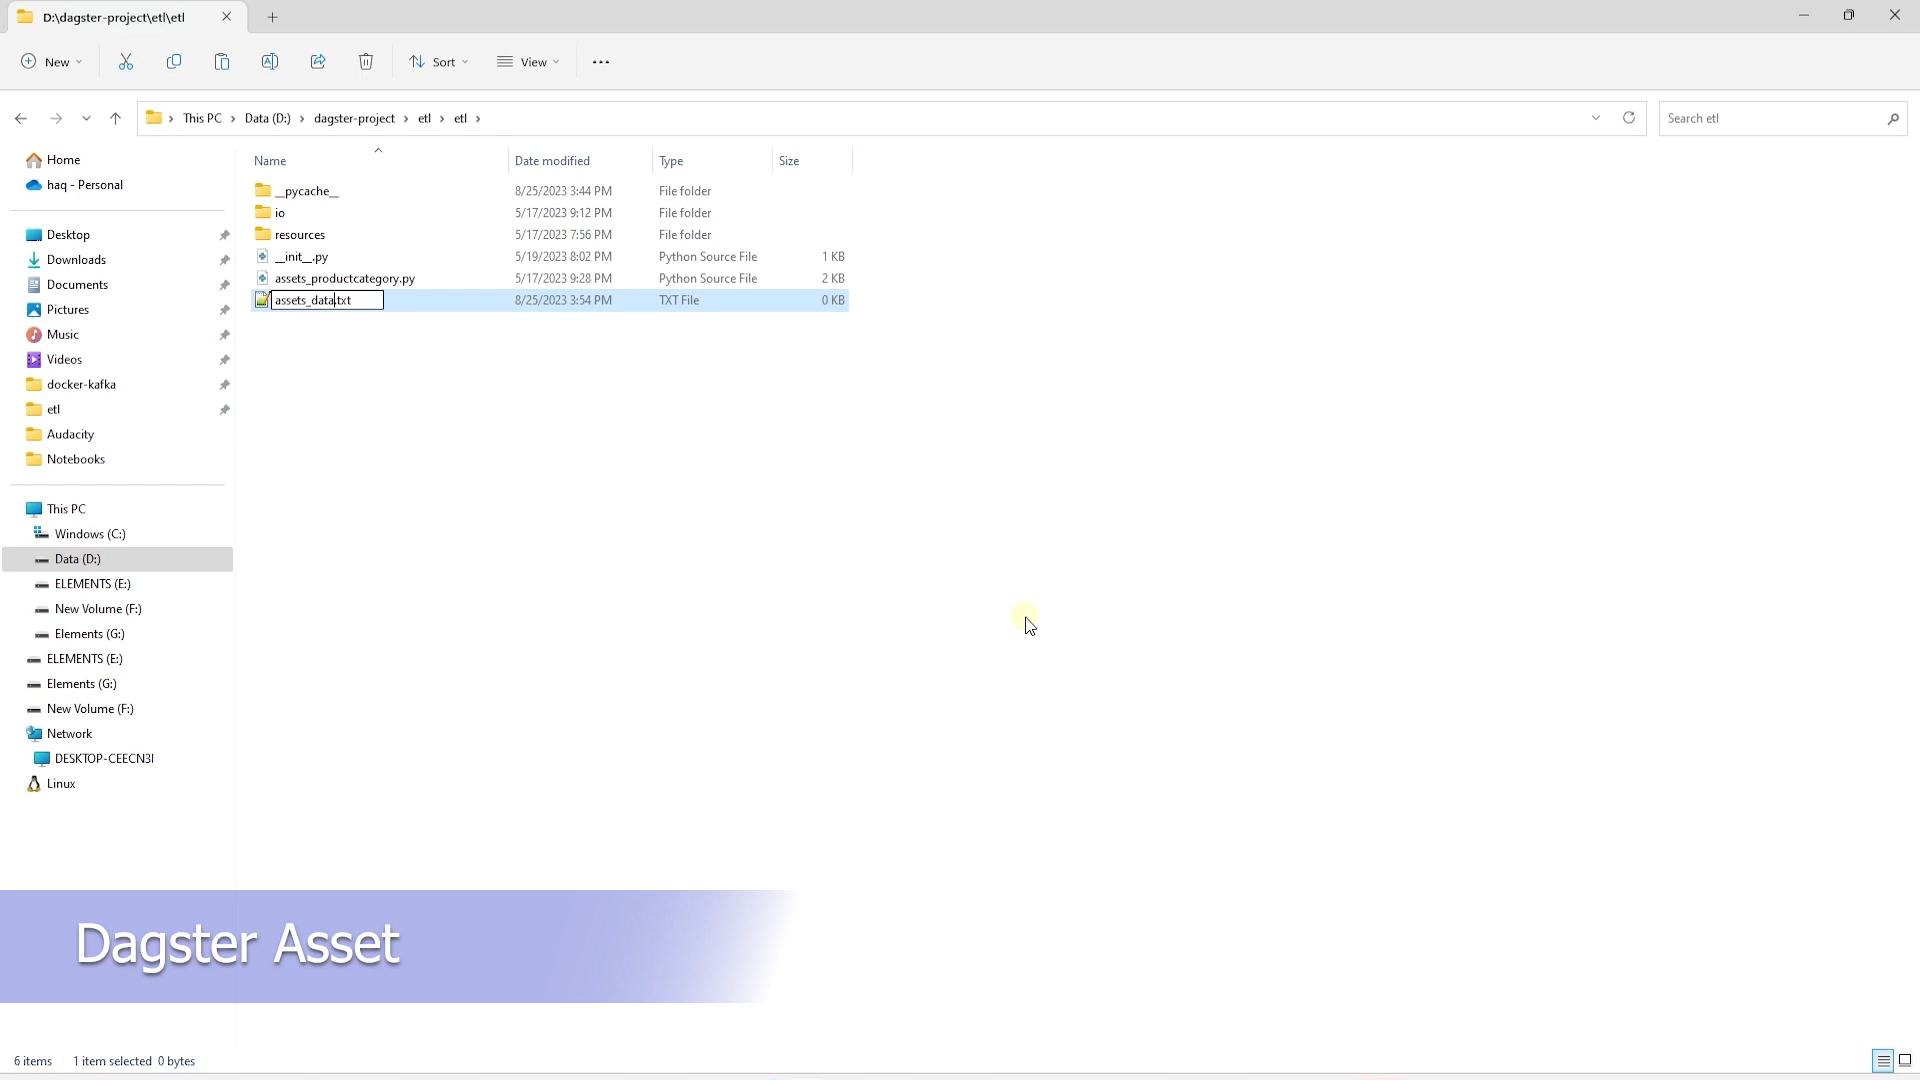 D:\dagster-project\etl\etl
New
Sort
View
This PC
Data (D:)
dagster-project
etl
etl
Search etl
Home
haq - Personal
Desktop
Downloads
Documents
Pictures
Music
Videos
docker-kafka
etl
Audacity
Notebooks
This PC
Windows (C:)
Data (D:)
ELEMENTS (E:)
New Volume (F:)
Elements (G:)
ELEMENTS (E:)
Elements (G:)
New Volume (F:)
Network
DESKTOP-CEECN3I
Linux
Name Date modified Type Size
__pycache__ 8/25/2023 3:44 PM File folder
io 5/17/2023 9:12 PM File folder
resources 5/17/2023 7:56 PM File folder
__init__.py 5/19/2023 8:02 PM Python Source File 1 KB
assets_productcategory.py 5/17/2023 9:28 PM Python Source File 2 KB
assets_data.txt 8/25/2023 3:54 PM TXT File 0 KB
Dagster Asset
6 items 1 item selected 0 bytes